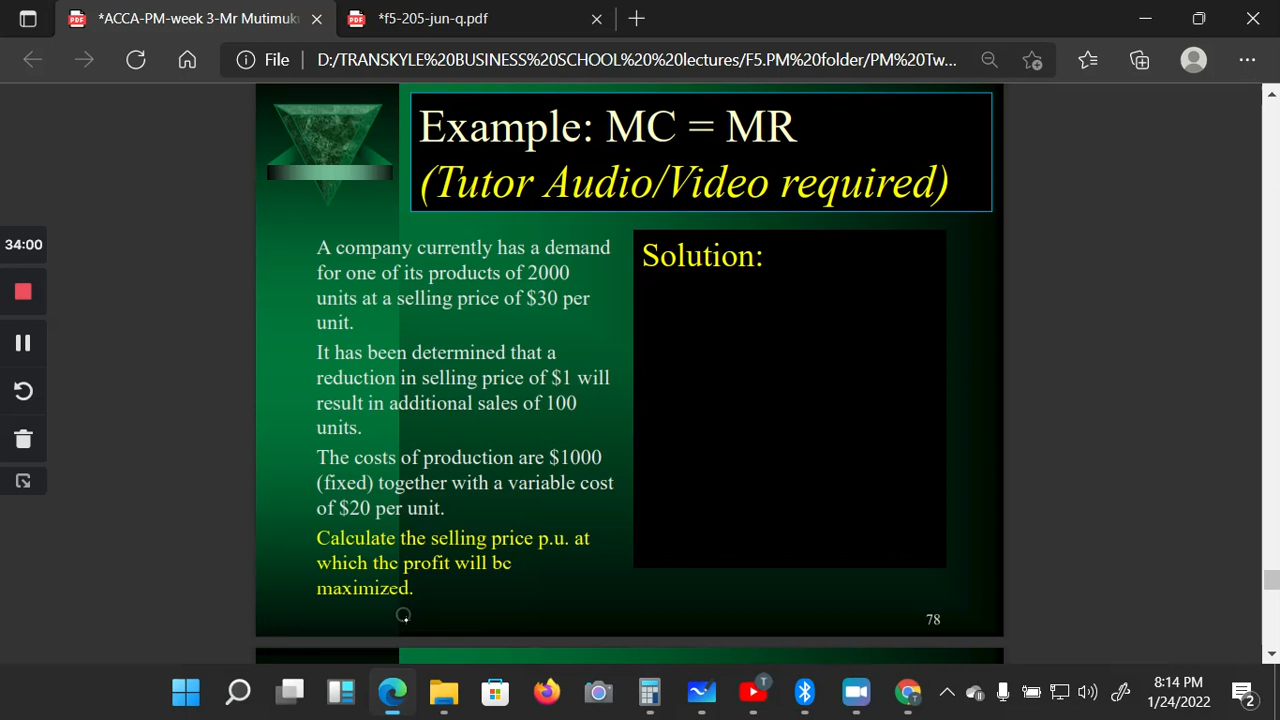 *ACCA-PM-week 3-Mr Mutimuk
*f5-205-jun-q.pdf
File
D:/TRANSKYLE%20BUSINESS%20SCHOOL%20%20lectures/F5.PM%20folder/PM%20Tw...
Example: MC = MR
(Tutor Audio/Video required)
34:00
A company currently has a demand
for one of its products of 2000
units at a selling price of $30 per
unit.
It has been determined that a
reduction in selling price of $1 will
result in additional sales of 100
units.
The costs of production are $1000
(fixed) together with a variable cost
of $20 per unit.
Calculate the selling price p.u. at
which the profit will be
maximized.
Solution:
78
8:14 PM
1/24/2022
2